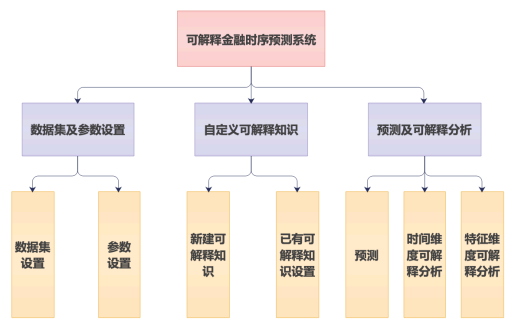 可解释金融时序预测系统
数据集及参数设置
自定义可解释知识
预测及可解释分析
数据集
设置
参数
设置
新建可
解释知
识
已有可
解释知
识设置
预测
时间维
度可解
释分析
特征维
度可解
释分析